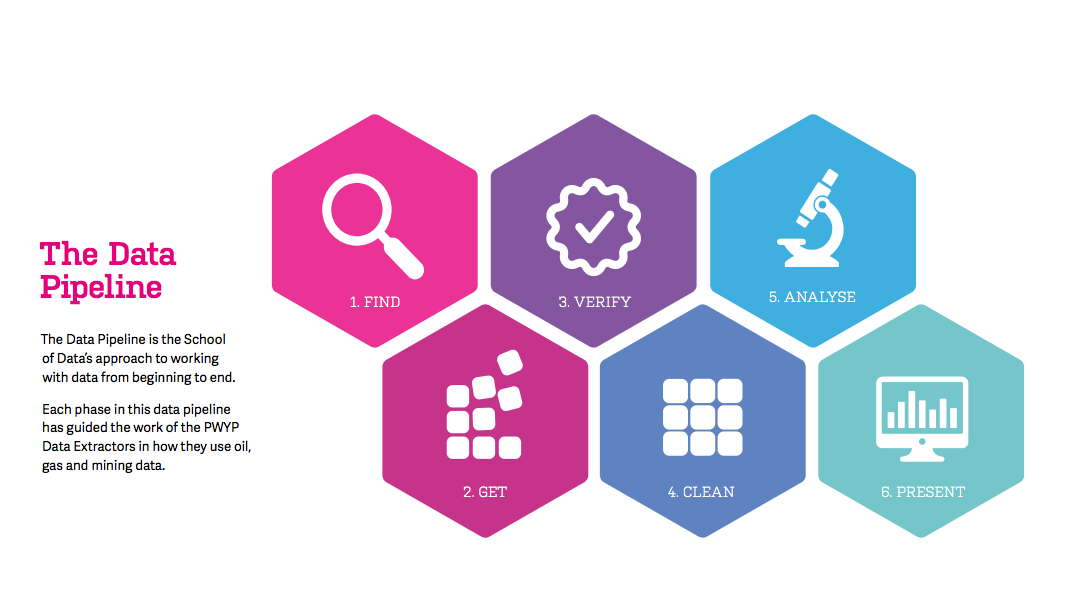 The Data
Pipeline
The Data Pipeline is the School
of Data's approach to working
with data from beginning to end.
Each phase in this data pipeline
has guided the work of the PWYP
Data Extractors in how they use oil,
gas and mining data.
1. FIND
2. GET
3. VERIFY
4. CLEAN
5. ANALYSE
6. PRESENT